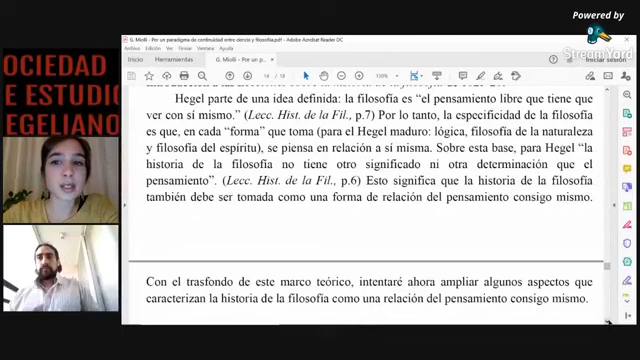 Powered by
StreamYard
OCIEDAD
E ESTUDIO
EGELIANO
G. Miolli - Por un paradigma de continuidad entre ciencia y filosofía.pdf - Adobe Acrobat Reader DC
Archivo Edición Ver Firmar Ventana Ayuda
Inicio Herramientas G. Miolli - Por un p... Iniciar sesión
14 / 18
Hegel parte de una idea definida: la filosofía es “el pensamiento libre que tiene que
ver con sí mismo.” (Lecc. Hist. de la Fil., p.7) Por lo tanto, la especificidad de la filosofía
es que, en cada “forma” que toma (para el Hegel maduro: lógica, filosofía de la naturaleza
y filosofía del espíritu), se piensa en relación a sí misma. Sobre esta base, para Hegel “la
historia de la filosofía no tiene otro significado ni otra determinación que el
pensamiento”. (Lecc. Hist. de la Fil., p.6) Esto significa que la historia de la filosofía
también debe ser tomada como una forma de relación del pensamiento consigo mismo.
Con el trasfondo de este marco teórico, intentaré ahora ampliar algunos aspectos que
caracterizan la historia de la filosofía como una relación del pensamiento consigo mismo.